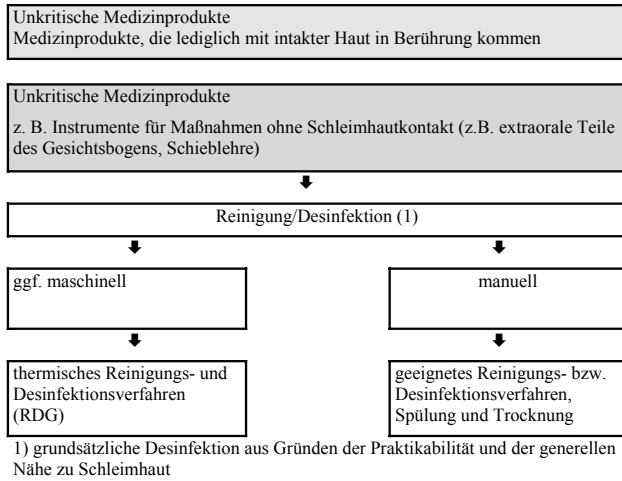 Unkritische Medizinprodukte
Medizinprodukte, die lediglich mit intakter Haut in Berührung kommen
Unkritische Medizinprodukte
z. B. Instrumente für Maßnahmen ohne Schleimhautkontakt (z.B. extraorale Teile
des Gesichtsbogens, Schieblehre)
Reinigung/Desinfektion (1)
ggf. maschinell
manuell
thermisches Reinigungs- und
Desinfektionsverfahren
(RDG)
geeignetes Reinigungs- bzw.
Desinfektionsverfahren,
Spülung und Trocknung
1) grundsätzliche Desinfektion aus Gründen der Praktikabilität und der generellen
Nähe zu Schleimhaut